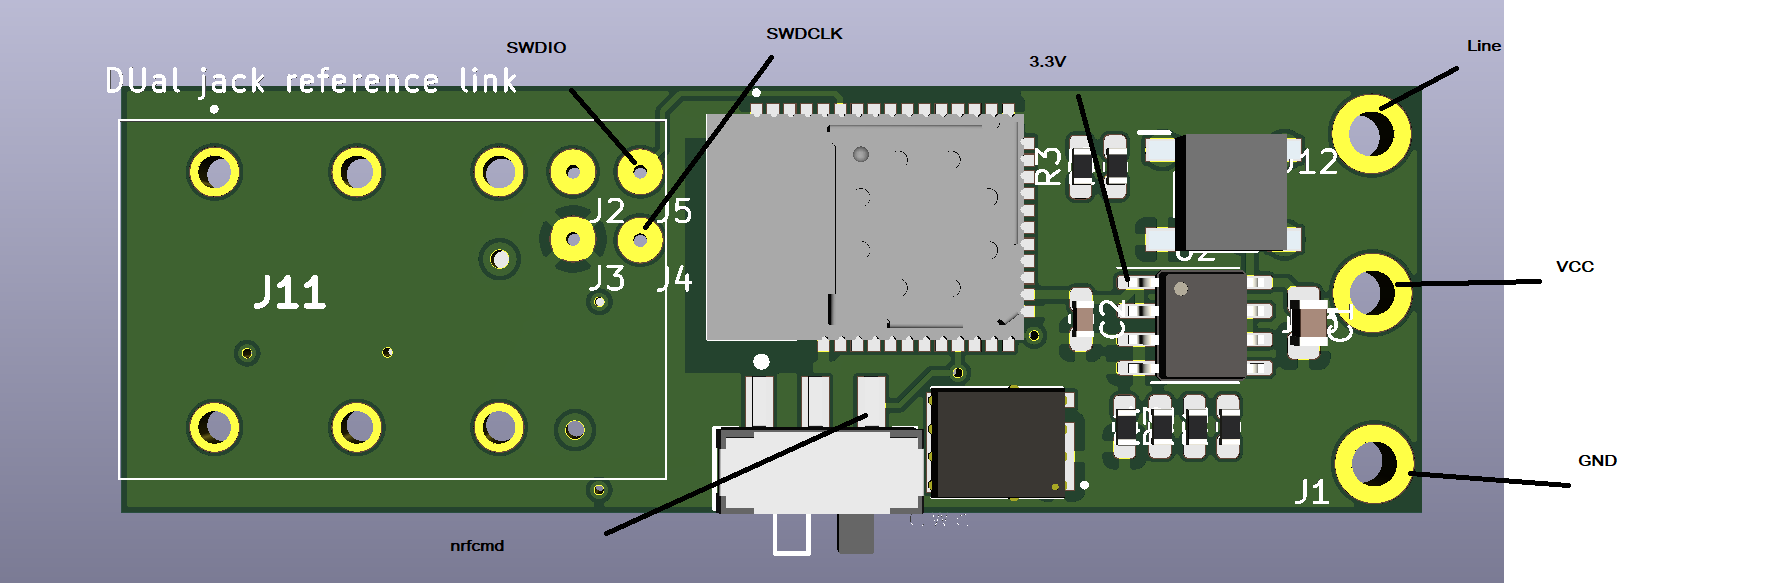 SWDIO
SWDCLK
3.3V
Line
DUal jack reference link
R3
J12
J2
J5
J3
J4
J11
C2
C1
VCC
GND
J1
nrfcmd